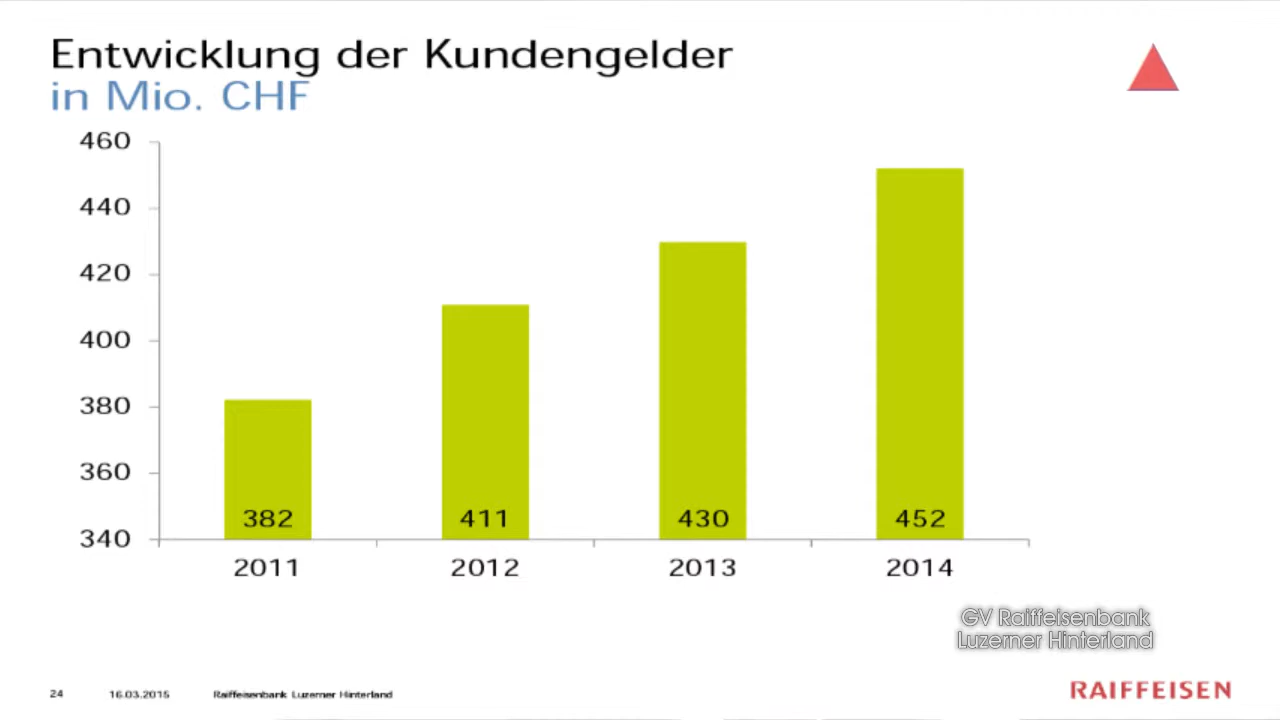 Entwicklung der Kundengelder
in Mio. CHF
460
440
420
400
380
360
340
382
411
430
452
2011
2012
2013
2014
GV Raiffeisenbank
Luzerner Hinterland
24
16.03.2015
Raiffeisenbank Luzerner Hinterland
RAIFFEISEN